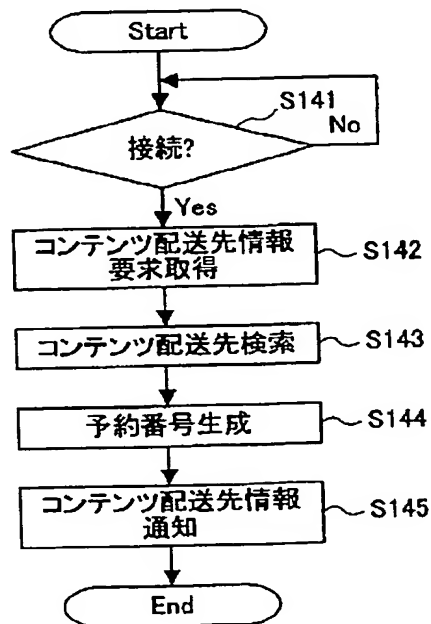 Start
S141
No
接続?
Yes
コンテンツ配送先情報
要求取得
S142
コンテンツ配送先検索
S143
予約番号生成
S144
コンテンツ配送先情報
通知
S145
End